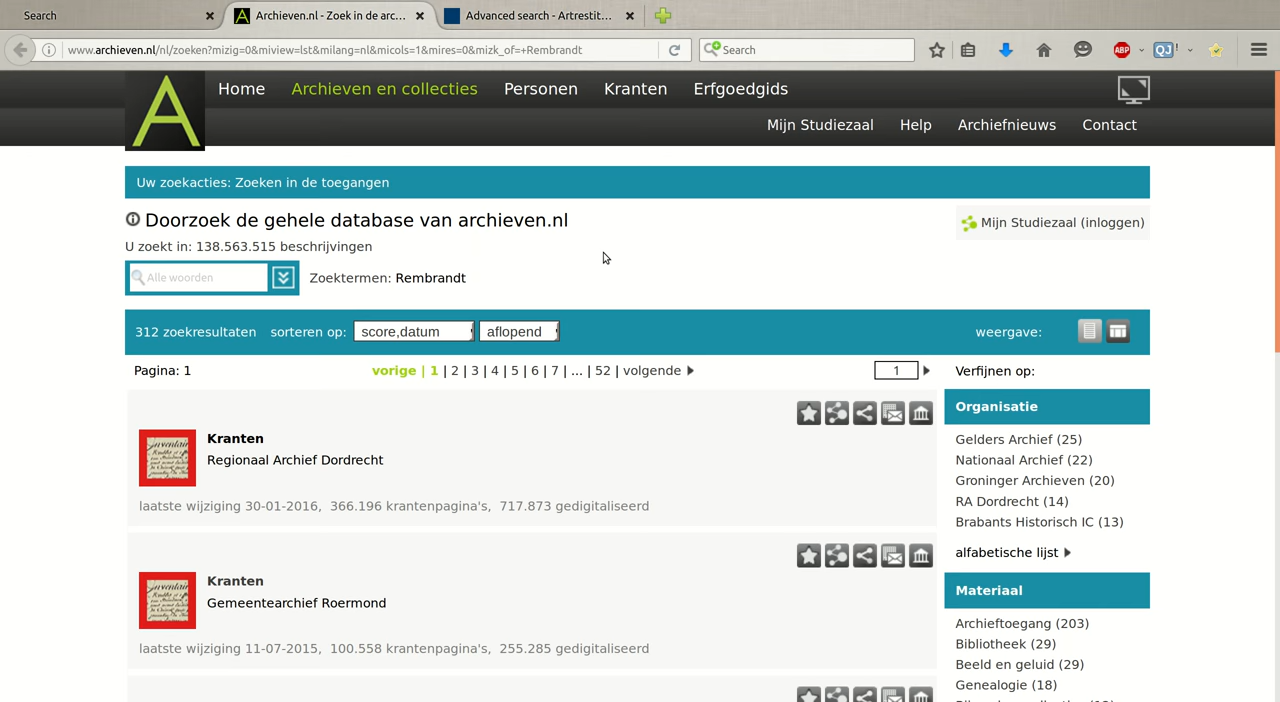 Search
Archieven.nl - Zoek in de arc...
Advanced search - Artrestit...
www.archieven.nl/nl/zoeken?mizig=0&miview=lst&milang=nl&micols=1&mires=0&mizk_of=+Rembrandt
Search
ABP
QJ !
A
Home Archieven en collecties Personen Kranten Erfgoedgids
Mijn Studiezaal Help Archiefnieuws Contact
Uw zoekacties: Zoeken in de toegangen
Doorzoek de gehele database van archieven.nl
Mijn Studiezaal (inloggen)
U zoekt in: 138.563.515 beschrijvingen
Alle woorden
Zoektermen: Rembrandt
312 zoekresultaten sorteren op: score,datum aflopend weergave:
Pagina: 1 vorige | 1 | 2 | 3 | 4 | 5 | 6 | 7 | ... | 52 | volgende 1
Kranten
Regionaal Archief Dordrecht
laatste wijziging 30-01-2016, 366.196 krantenpagina's, 717.873 gedigitaliseerd
Kranten
Gemeentearchief Roermond
laatste wijziging 11-07-2015, 100.558 krantenpagina's, 255.285 gedigitaliseerd
Verfijnen op:
Organisatie
Gelders Archief (25)
Nationaal Archief (22)
Groninger Archieven (20)
RA Dordrecht (14)
Brabants Historisch IC (13)
alfabetische lijst
Materiaal
Archieftoegang (203)
Bibliotheek (29)
Beeld en geluid (29)
Genealogie (18)